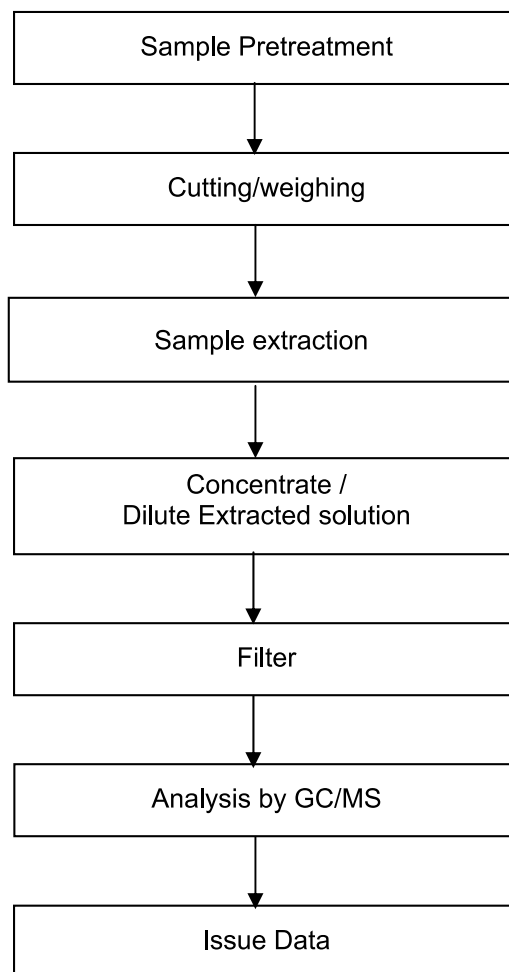 Sample Pretreatment
Cutting/weighing
Sample extraction
Concentrate /
Dilute Extracted solution
Filter
Analysis by GC/MS
Issue Data